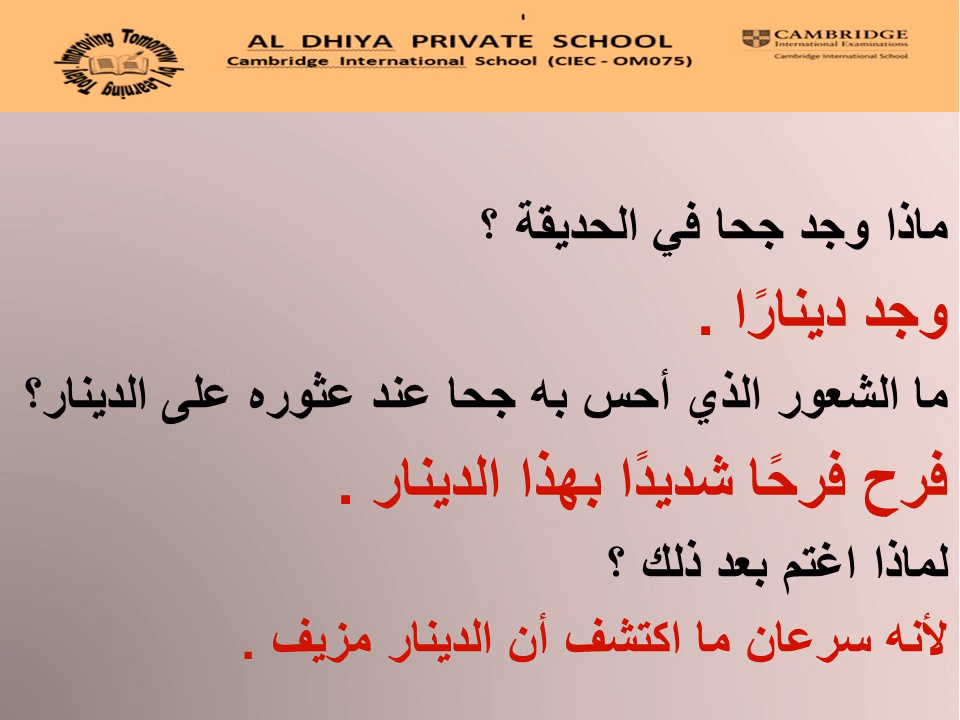 Improving Tomorrow by Learning Today
AL DHIYA PRIVATE SCHOOL
Cambridge International School (CIEC - OM075)
CAMBRIDGE
International Examinations
Cambridge International School
ماذا وجد جحا في الحديقة ؟
وجد دينارًا .
ما الشعور الذي أحس به جحا عند عثوره على الدينار؟
فرح فرحًا شديدًا بهذا الدينار .
لماذا اغتم بعد ذلك ؟
لأنه سرعان ما اكتشف أن الدينار مزيف .